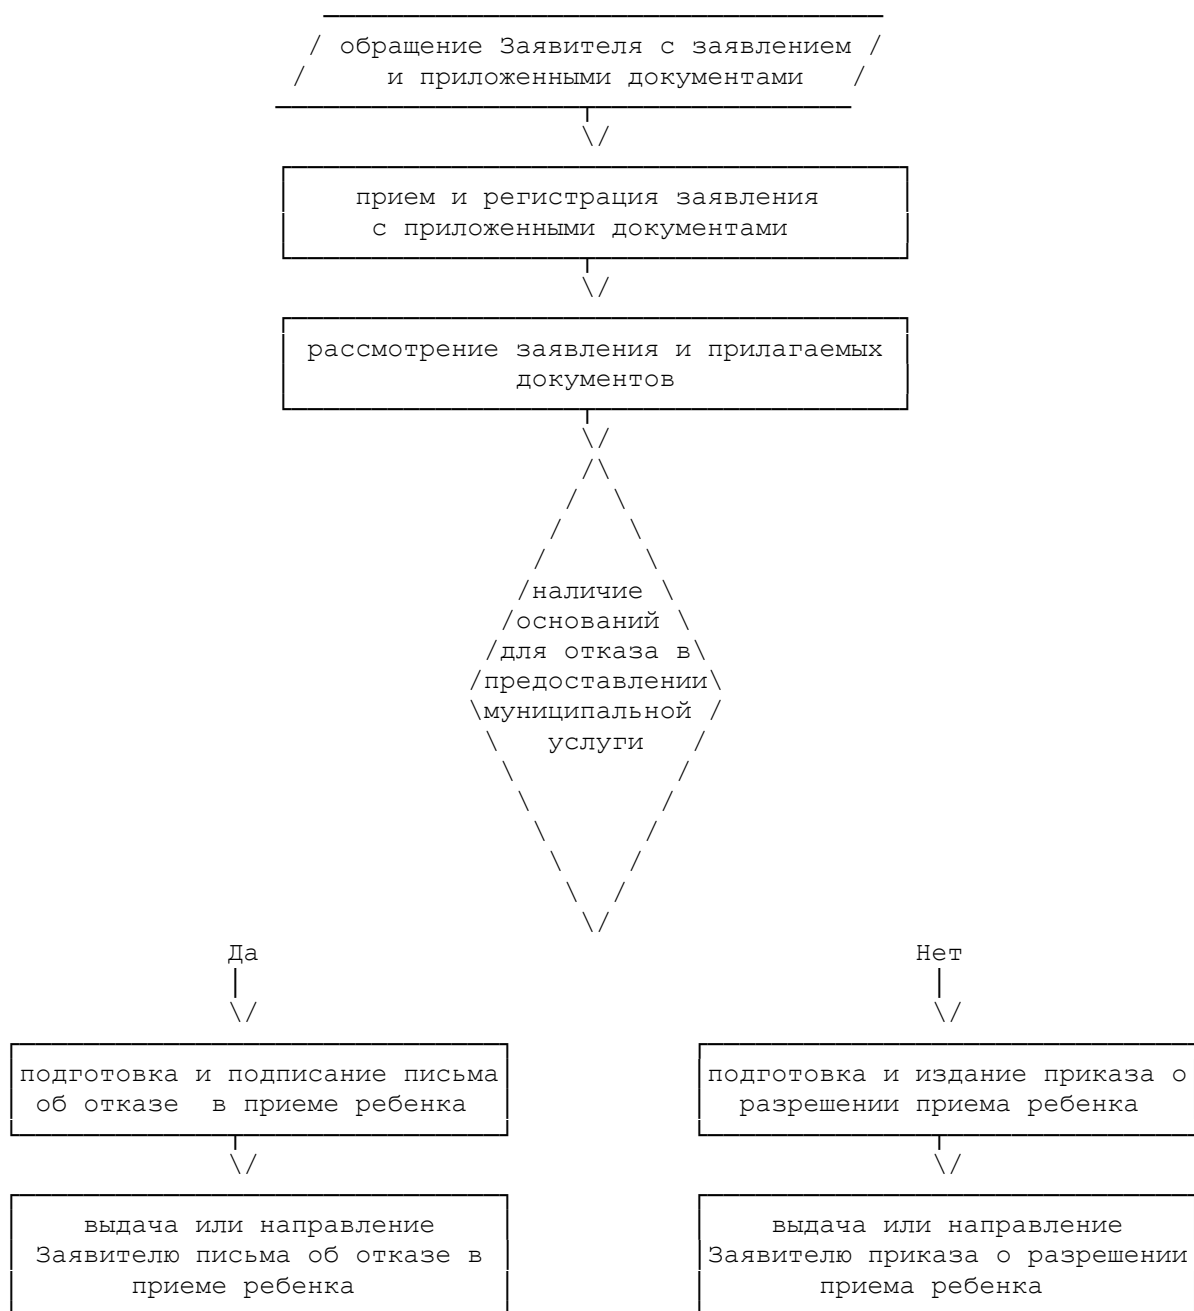 обращение Заявителя с заявлением
и приложенными документами
прием и регистрация заявления
с приложенными документами
рассмотрение заявления и прилагаемых
документов
наличие
оснований
для отказа в
предоставлении
муниципальной
услуги
Да
Нет
подготовка и подписание письма
об отказе в приеме ребенка
подготовка и издание приказа о
разрешении приема ребенка
выдача или направление
Заявителю письма об отказе в
приеме ребенка
выдача или направление
Заявителю приказа о разрешении
приема ребенка